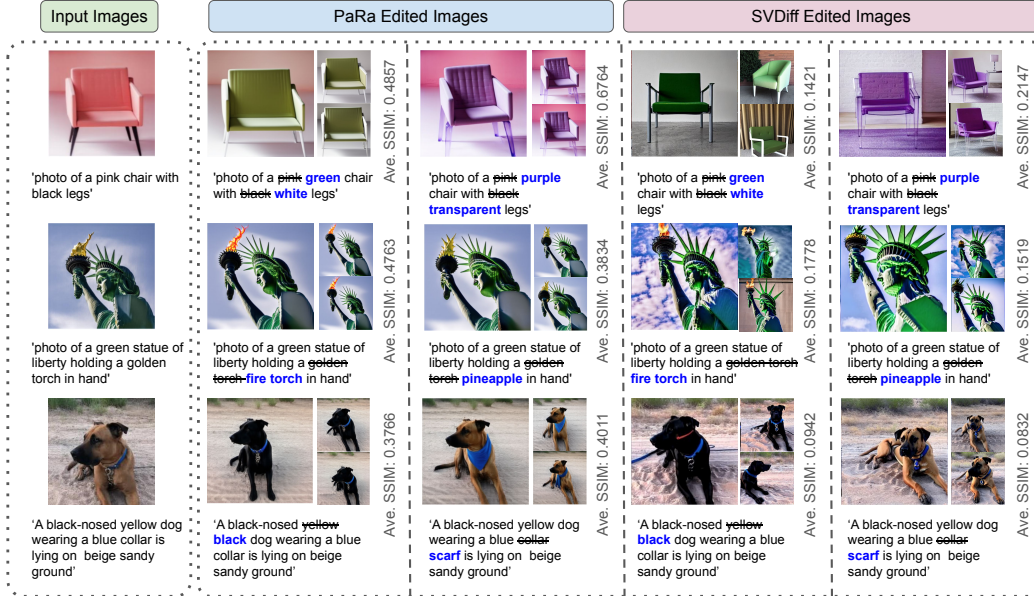 Input Images
PaRa Edited Images
SVDiff Edited Images
Ave. SSIM: 0.4857
Ave. SSIM: 0.6764
Ave. SSIM: 0.1421
Ave. SSIM: 0.2147
'photo of a pink chair with
black legs'
'photo of a pink green chair
with black white legs'
'photo of a pink purple
chair with black
transparent legs'
'photo of a pink green
chair with black white
legs'
'photo of a pink purple
chair with black
transparent legs'
Ave. SSIM: 0.4763
Ave. SSIM: 0.3834
Ave. SSIM: 0.1778
Ave. SSIM: 0.1519
'photo of a green statue of
liberty holding a golden
torch in hand'
'photo of a green statue of
liberty holding a golden
torch fire torch in hand'
'photo of a green statue of
liberty holding a golden
torch pineapple in hand'
'photo of a green statue of
liberty holding a golden torch
fire torch in hand'
'photo of a green statue of
liberty holding a golden
torch pineapple in hand'
Ave. SSIM: 0.3766
Ave. SSIM: 0.4011
Ave. SSIM: 0.0942
Ave. SSIM: 0.0832
‘A black-nosed yellow dog
wearing a blue collar is
lying on beige sandy
ground’
‘A black-nosed yellow
black dog wearing a blue
collar is lying on beige
sandy ground’
‘A black-nosed yellow dog
wearing a blue collar
scarf is lying on beige
sandy ground’
‘A black-nosed yellow
black dog wearing a blue
collar is lying on beige
sandy ground’
‘A black-nosed yellow dog
wearing a blue collar
scarf is lying on beige
sandy ground’